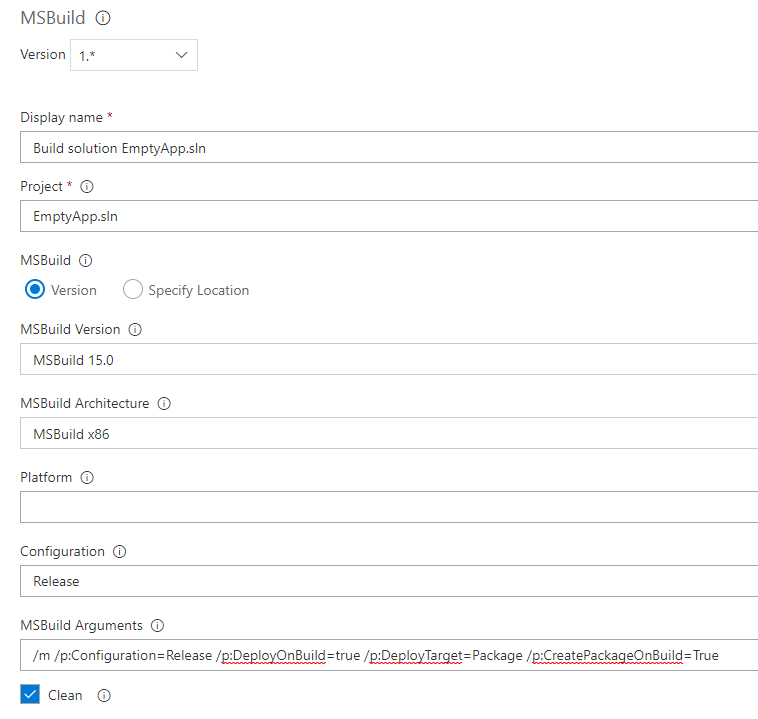 MSBuild
Version 1.*
Display name *
Build solution EmptyApp.sln
Project *
EmptyApp.sln
MSBuild
Version Specify Location
MSBuild Version
MSBuild 15.0
MSBuild Architecture
MSBuild x86
Platform
Configuration
Release
MSBuild Arguments
/m /p:Configuration=Release /p:DeployOnBuild=true /p:DeployTarget=Package /p:CreatePackageOnBuild=True
Clean